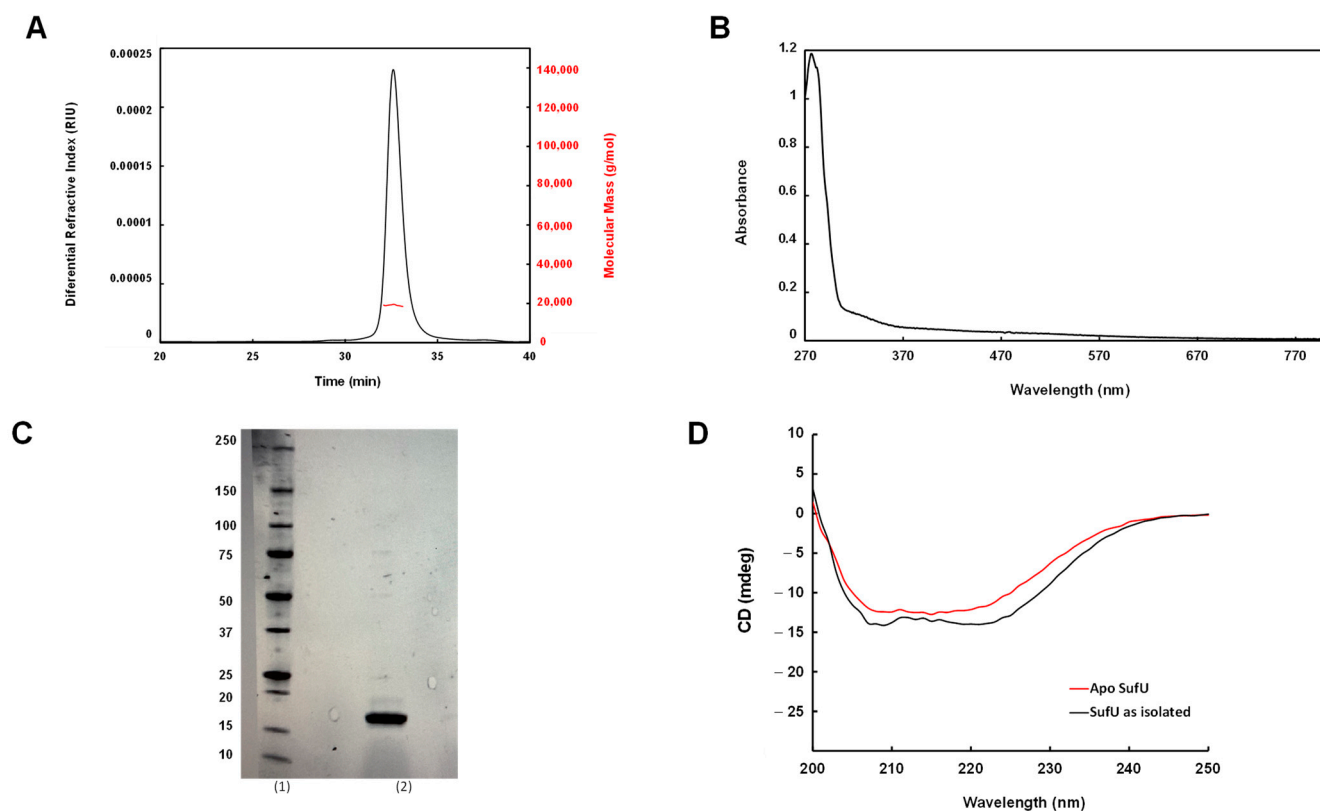 A
0.00025
0.0002
0.00015
0.0001
0.00005
0
Diferential Refractive Index (RIU)
140,000
120,000
100,000
80,000
60,000
40,000
20,000
0
Molecular Mass (g/mol)
20 25 30 35 40
Time (min)
B
1.2
1
0.8
0.6
0.4
0.2
0
Absorbance
270 370 470 570 670 770
Wavelength (nm)
C
250
150
100
75
50
37
25
20
15
10
(1) (2)
D
10
5
0
−5
−10
−15
−20
−25
CD (mdeg)
Apo SufU
SufU as isolated
200 210 220 230 240 250
Wavelength (nm)